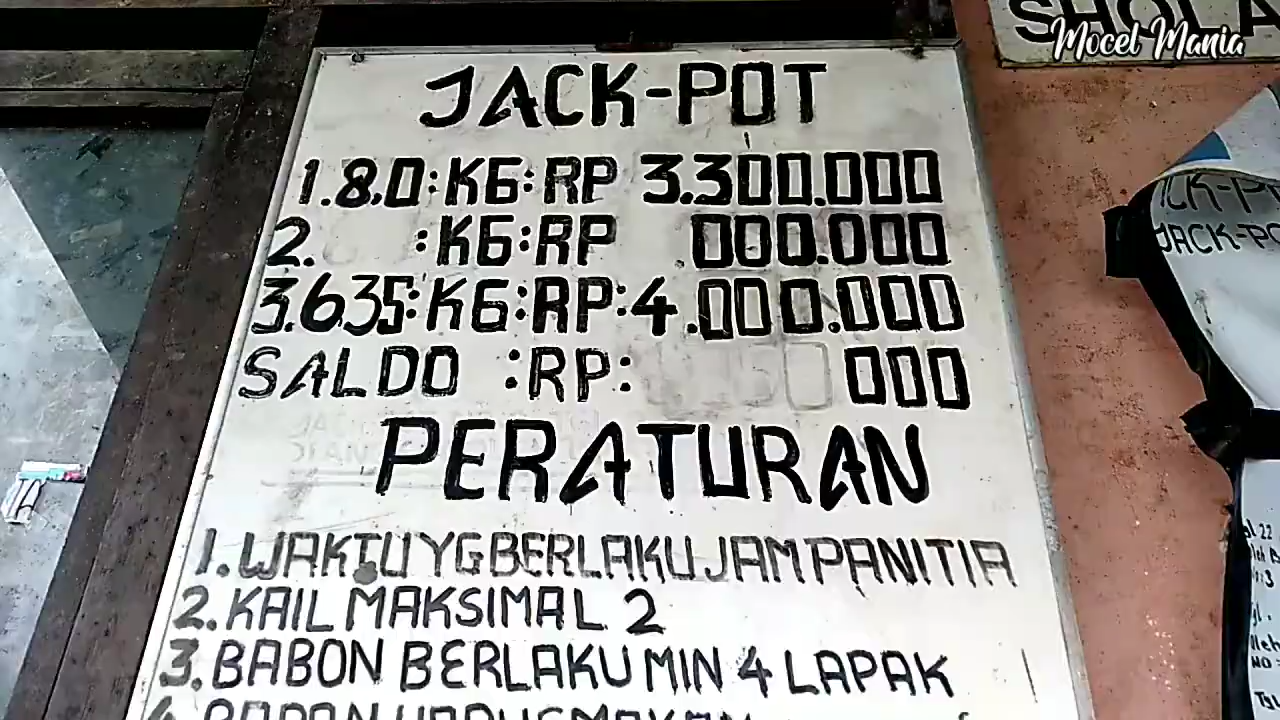 SHOLA
Mocel Mania
JACK-POT
1.8.0:KG:RP 3.300.000
2. :KG:RP .000.000
3.6.35:KG:RP:4.000.000
SALDO :RP: 000
PERATURAN
1.WAKTU YG BERLAKU JAM PANITIA
2.KAIL MAKSIMAL 2
3.BABON BERLAKU MIN 4 LAPAK
JACK-PO